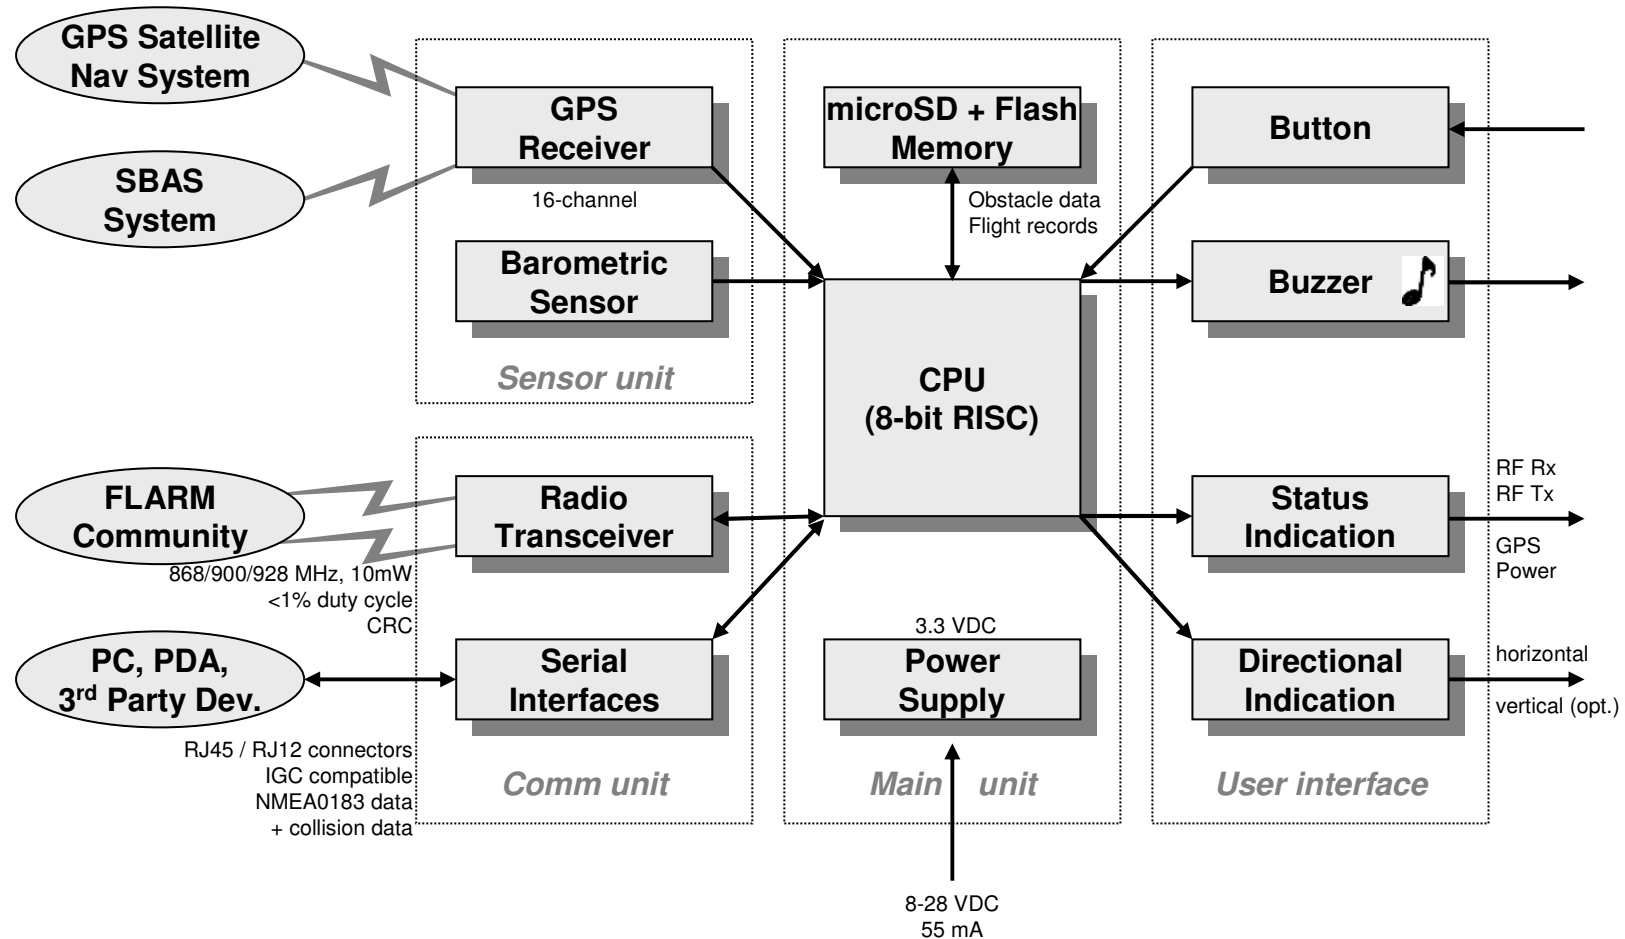 GPS Satellite
Nav System
SBAS
System
GPS
Receiver
16-channel
Barometric
Sensor
Sensor unit
microSD + Flash
Memory
Obstacle data
Flight records
CPU
(8-bit RISC)
Button
Buzzer
FLARM
Community
868/900/928 MHz, 10mW
<1% duty cycle
CRC
Radio
Transceiver
PC, PDA,
3rd Party Dev.
RJ45 / RJ12 connectors
IGC compatible
NMEA0183 data
+ collision data
Serial
Interfaces
Comm unit
3.3 VDC
Power
Supply
Main unit
8-28 VDC
55 mA
Status
Indication
RF Rx
RF Tx
GPS
Power
Directional
Indication
horizontal
vertical (opt.)
User interface